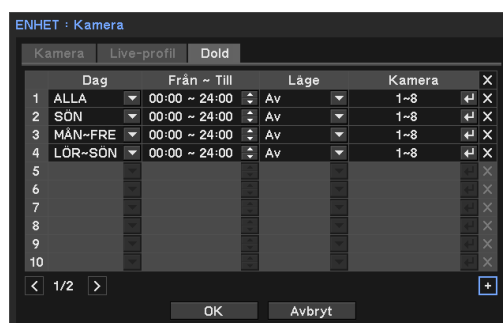 ENHET : Kamera
Kamera Live-profil Dold
Dag Från ~ Till Läge Kamera X
1 ALLA 00:00 ~ 24:00 Av 1~8 X
2 SÖN 00:00 ~ 24:00 Av 1~8 X
3 MÅN~FRE 00:00 ~ 24:00 Av 1~8 X
4 LÖR~SÖN 00:00 ~ 24:00 Av 1~8 X
5 X
6 X
7 X
8 X
9 X
10 X
< 1/2 > +
OK Avbryt